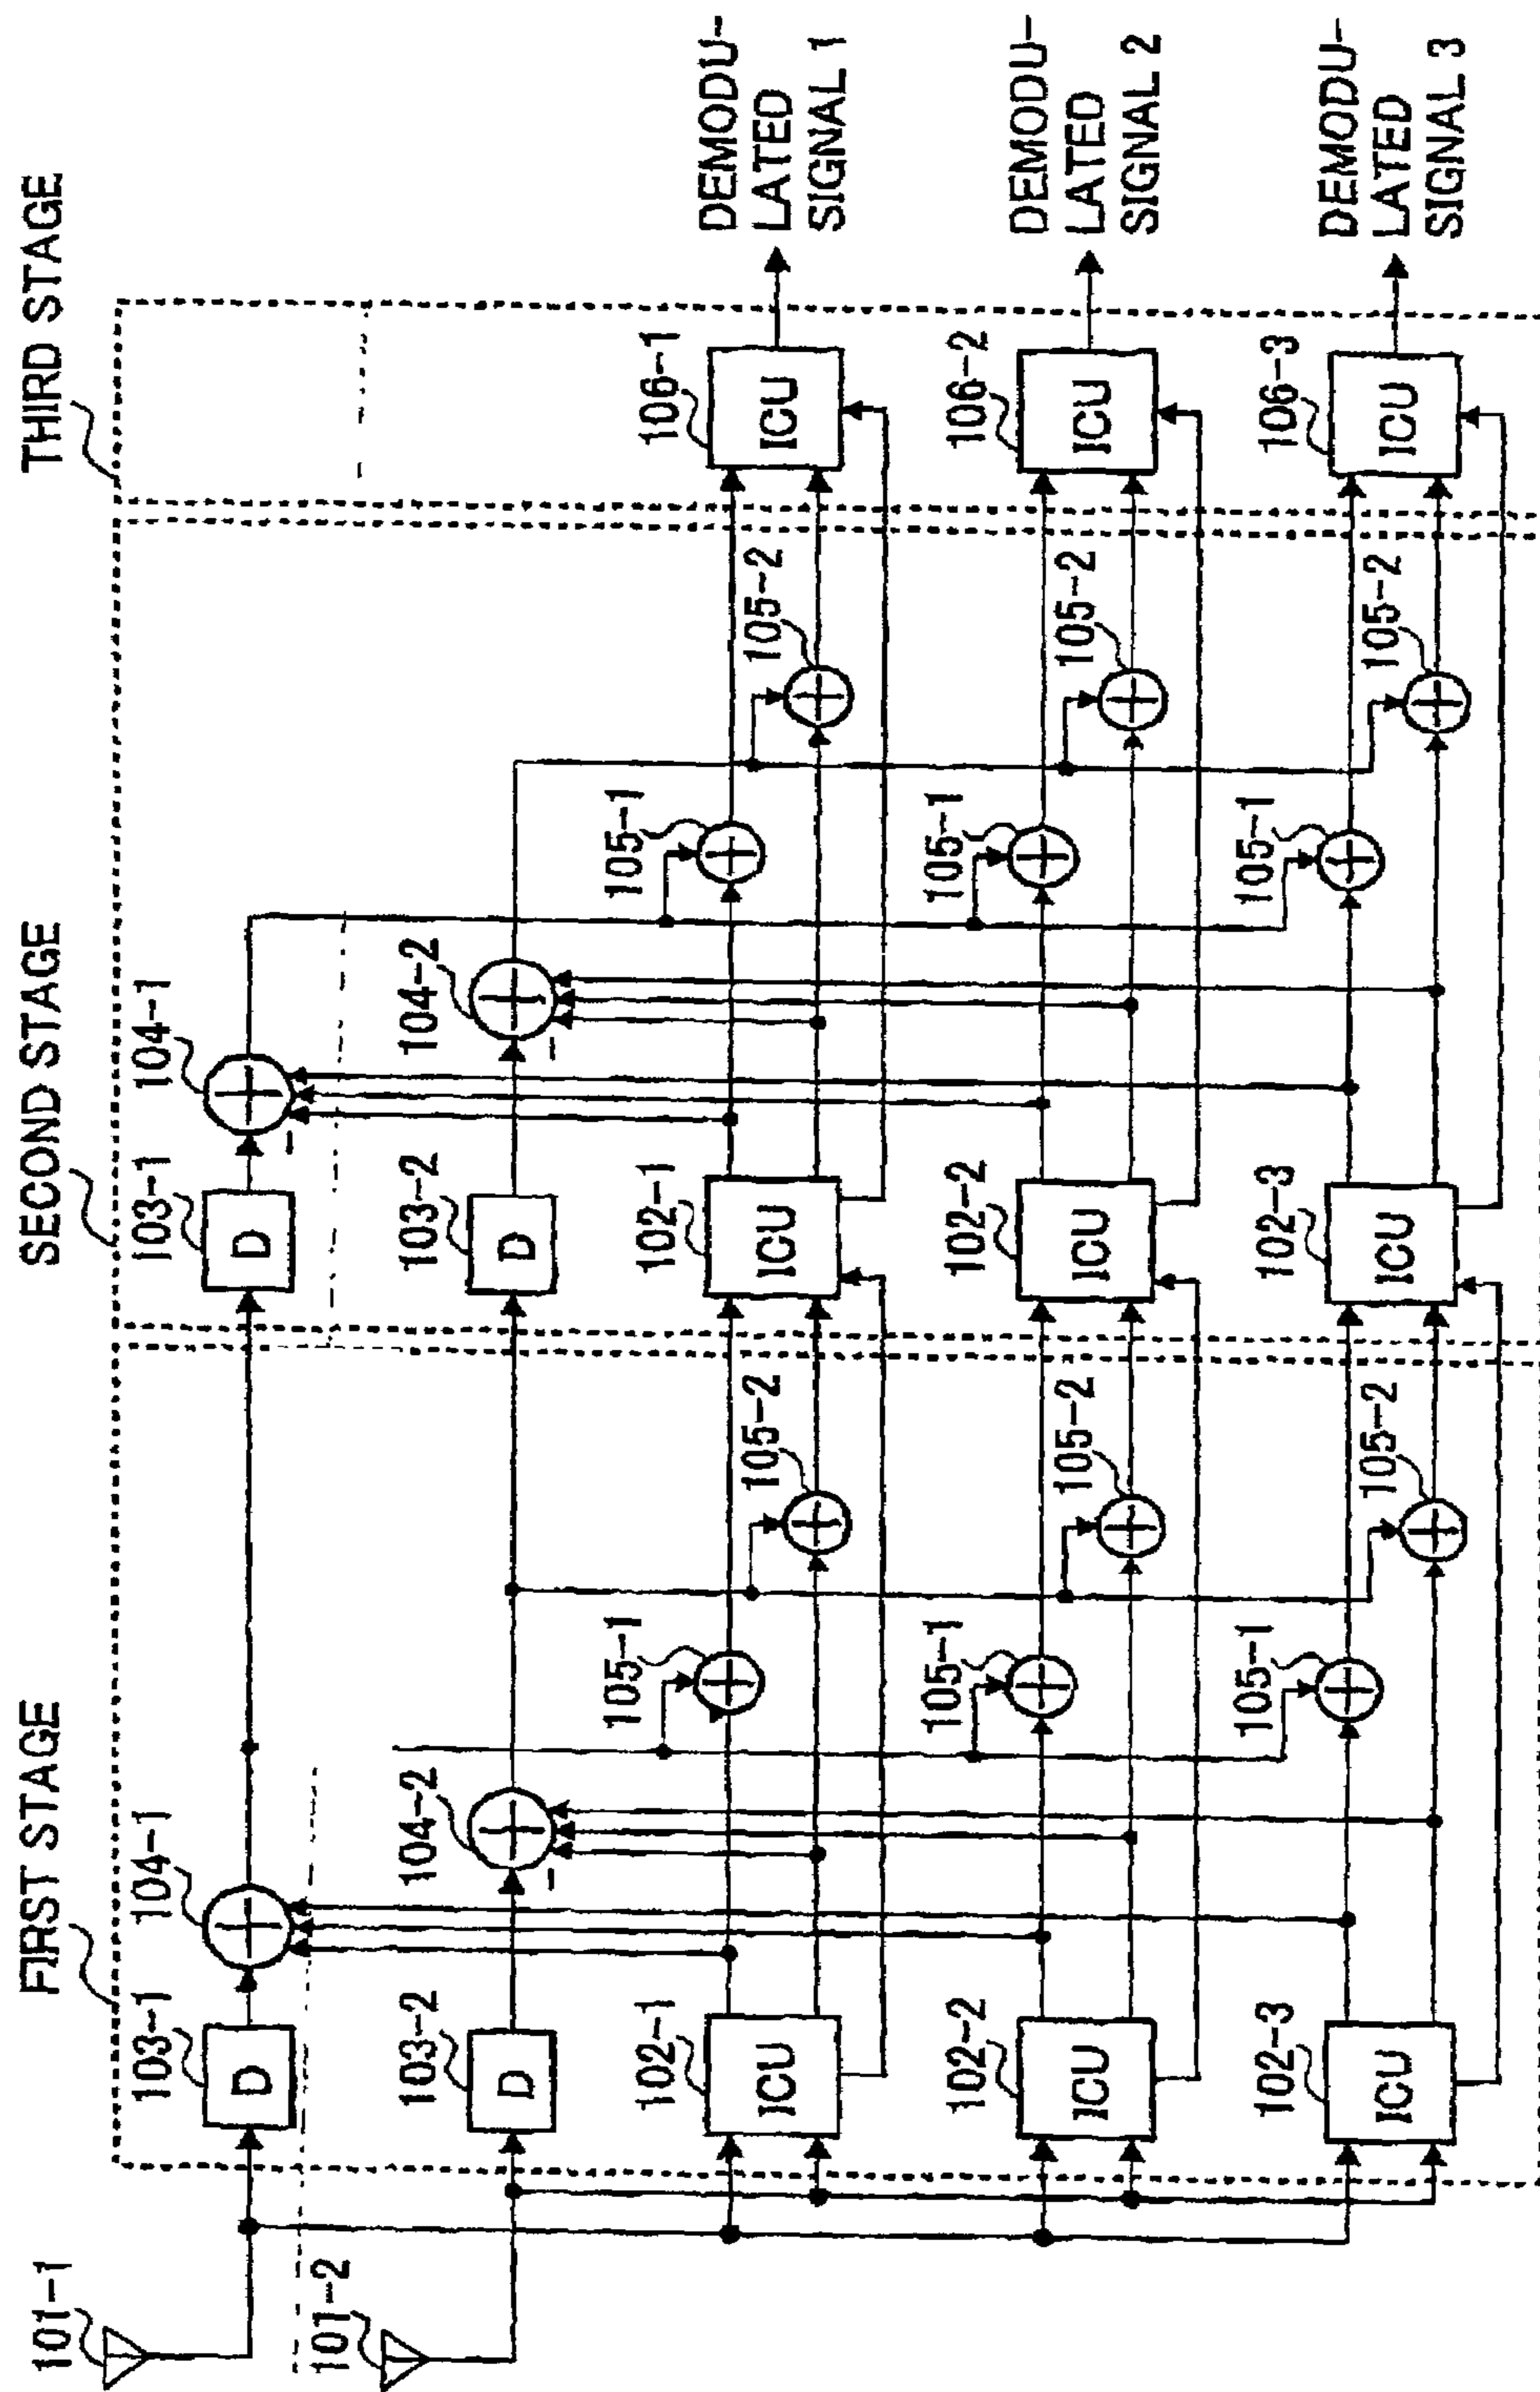 FIRST STAGE
SECOND STAGE
THIRD STAGE
101-1
103-1
D
104-1
103-1
D
104-1
101-2
103-2
D
104-2
103-2
D
104-2
102-1
ICU
105-1
105-2
102-1
ICU
105-1
105-2
106-1
ICU
DEMODU-
LATED
SIGNAL 1
102-2
ICU
105-1
105-2
102-2
ICU
105-1
105-2
106-2
ICU
DEMODU-
LATED
SIGNAL 2
102-3
ICU
105-1
105-2
102-3
ICU
105-1
105-2
106-3
ICU
DEMODU-
LATED
SIGNAL 3